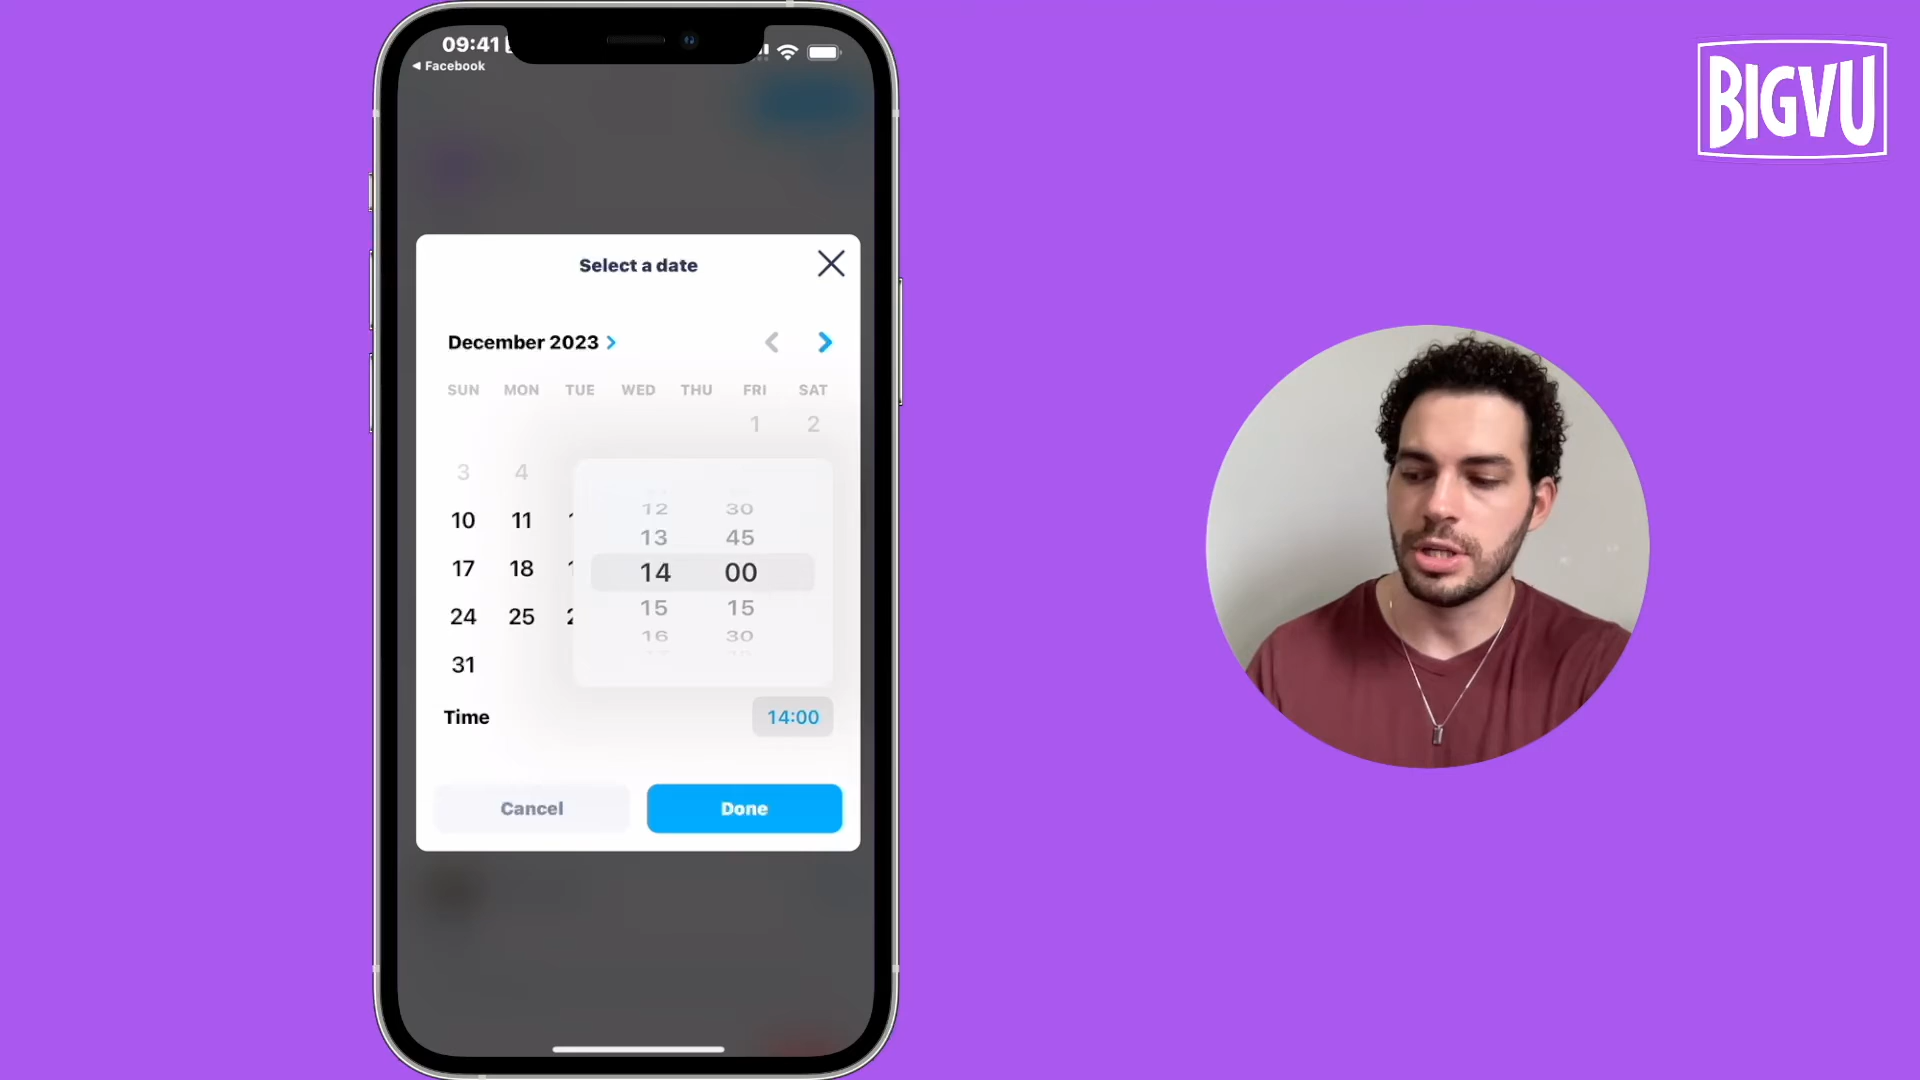 09:41
Facebook
BIGVU
Select a date
December 2023
SUN MON TUE WED THU FRI SAT
1 2
3 4
10 11
17 18
24 25
31
12 30
13 45
14 00
15 15
16 30
Time 14:00
Cancel Done